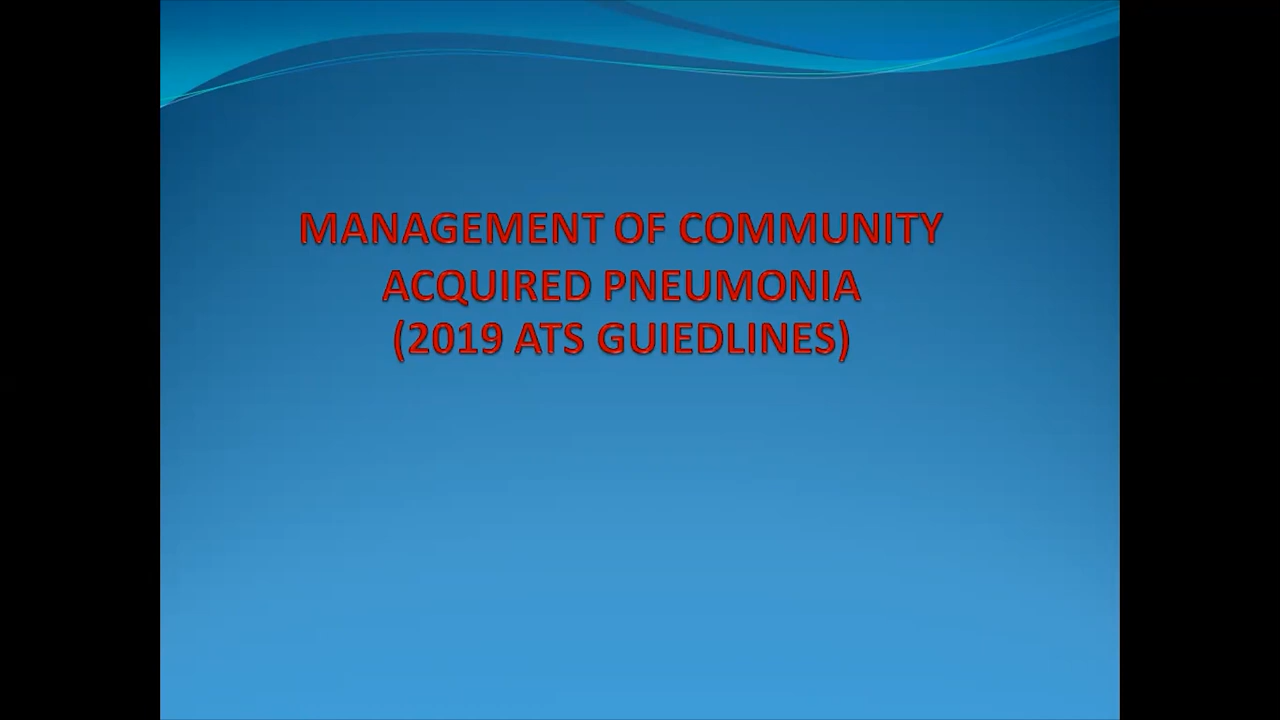 MANAGEMENT OF COMMUNITY
ACQUIRED PNEUMONIA
(2019 ATS GUIEDLINES)